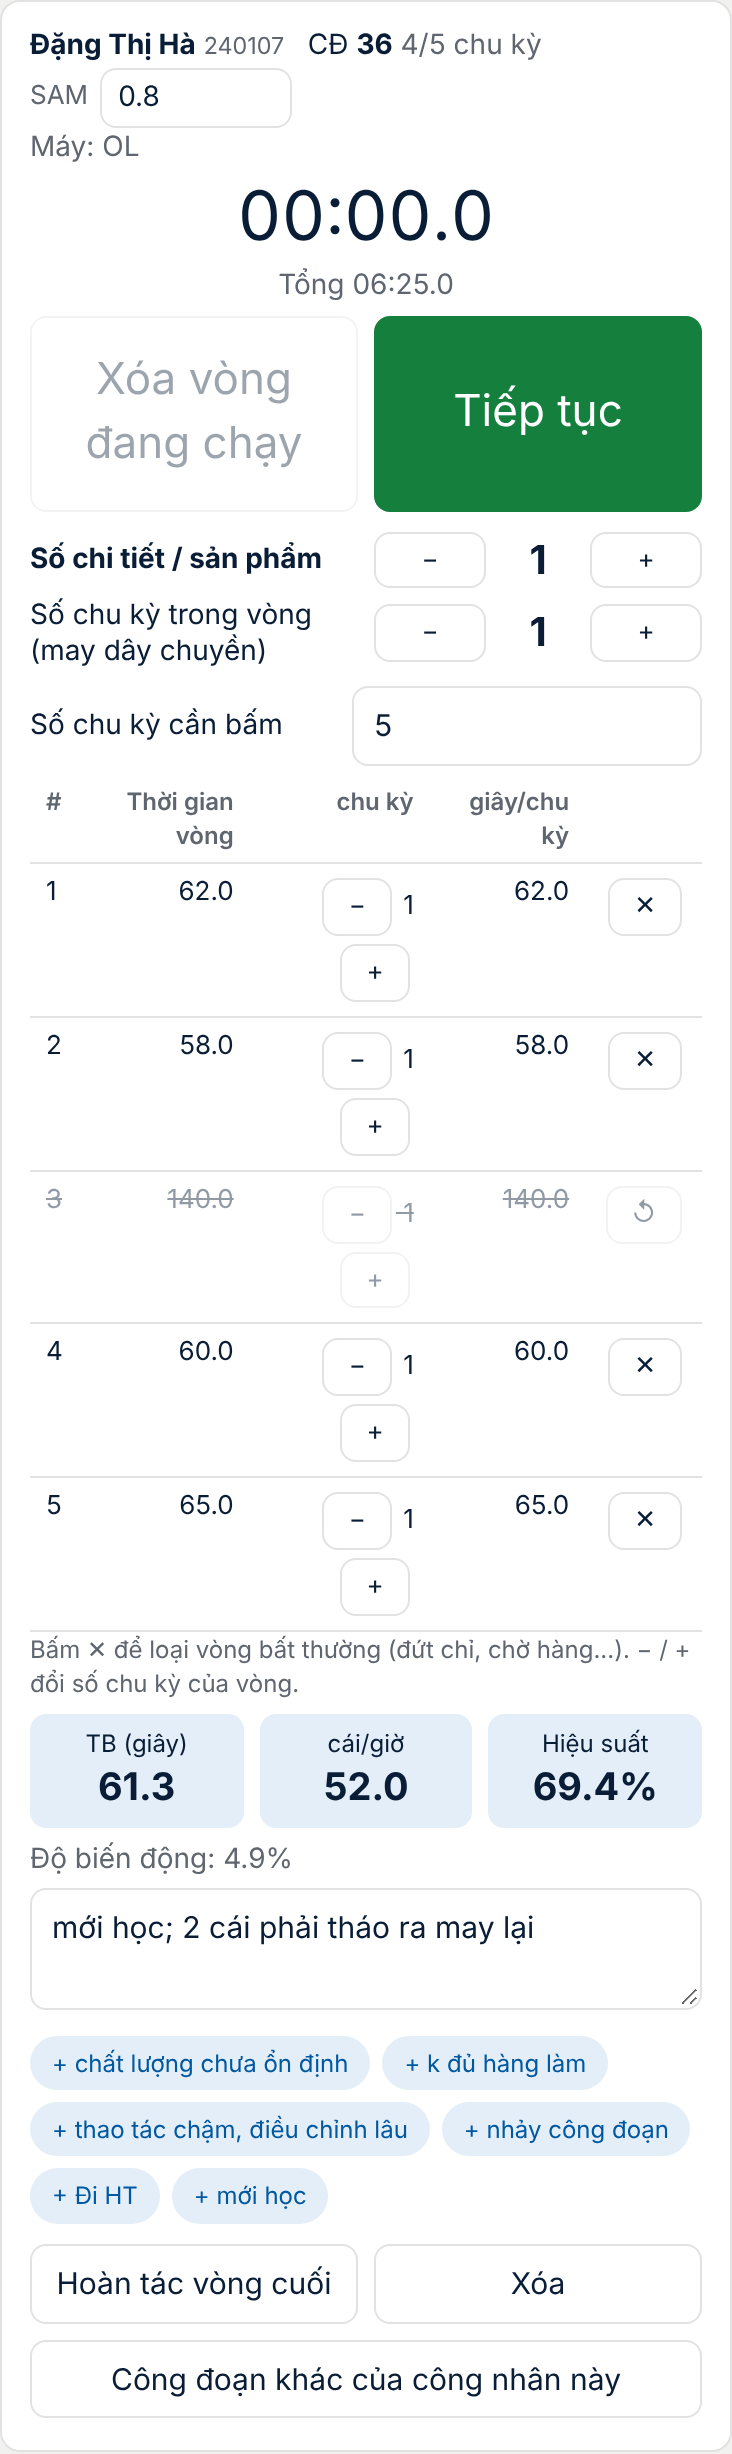 Đặng Thị Hà 240107 CĐ 36 4/5 chu kỳ
SAM 0.8
Máy: OL
00:00.0
Tổng 06:25.0
Xóa vòng
đang chạy
Tiếp tục
Số chi tiết / sản phẩm − 1 +
Số chu kỳ trong vòng
(may dây chuyền) − 1 +
Số chu kỳ cần bấm 5
# Thời gian vòng chu kỳ giây/chu kỳ
1 62.0 − 1 + 62.0 ✕
2 58.0 − 1 + 58.0 ✕
3 140.0 − 1 + 140.0 ↺
4 60.0 − 1 + 60.0 ✕
5 65.0 − 1 + 65.0 ✕
Bấm ✕ để loại vòng bất thường (đứt chỉ, chờ hàng...). − / +
đổi số chu kỳ của vòng.
TB (giây) cái/giờ Hiệu suất
61.3 52.0 69.4%
Độ biến động: 4.9%
mới học; 2 cái phải tháo ra may lại
+ chất lượng chưa ổn định + k đủ hàng làm
+ thao tác chậm, điều chỉnh lâu + nhảy công đoạn
+ Đi HT + mới học
Hoàn tác vòng cuối Xóa
Công đoạn khác của công nhân này